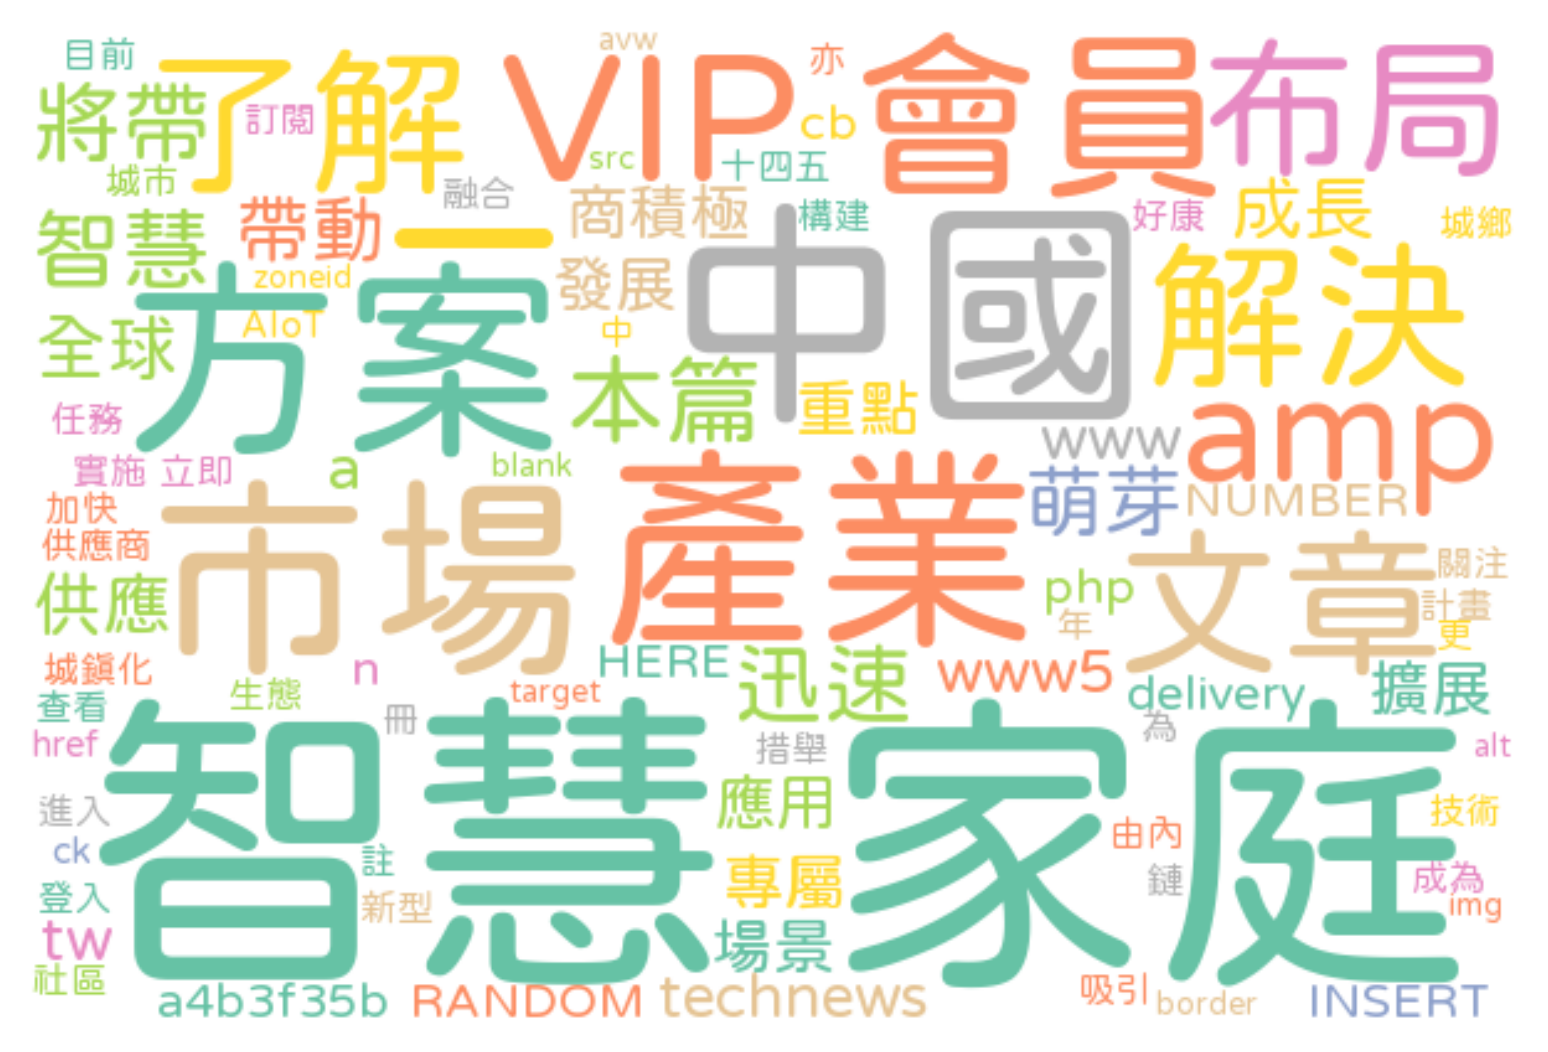 目前
avw
亦
了解
VIP
會員
布局
將帶
訂閱
cb
src
十四五
城市
融合
商積極
構建
好康
成長
城鄉
智慧
帶動
一
中國
解決
方案
zoneid
發展
全球
AIoT
中
本篇
重點
任務
www
amp
實施
立即
a
blank
產業
萌芽
NUMBER
加快
市場
供應商
文章
關注
供應
php
計畫
年
更
城鎮化
n
HERE
迅速
www5
擴展
查看
生態
target
delivery
href
冊
措舉
為
alt
智慧家庭
進入
應用
由內
技術
ck
註
專屬
鏈
成為
登入
新型
img
tw
場景
社區
a4b3f35b
RANDOM
technews
吸引
border
INSERT